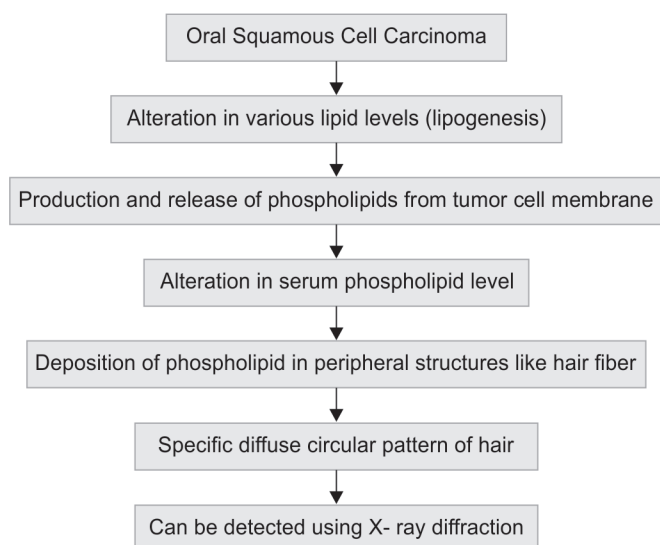 Oral Squamous Cell Carcinoma
Alteration in various lipid levels (lipogenesis)
Production and release of phospholipids from tumor cell membrane
Alteration in serum phospholipid level
Deposition of phospholipid in peripheral structures like hair fiber
Specific diffuse circular pattern of hair
Can be detected using X- ray diffraction